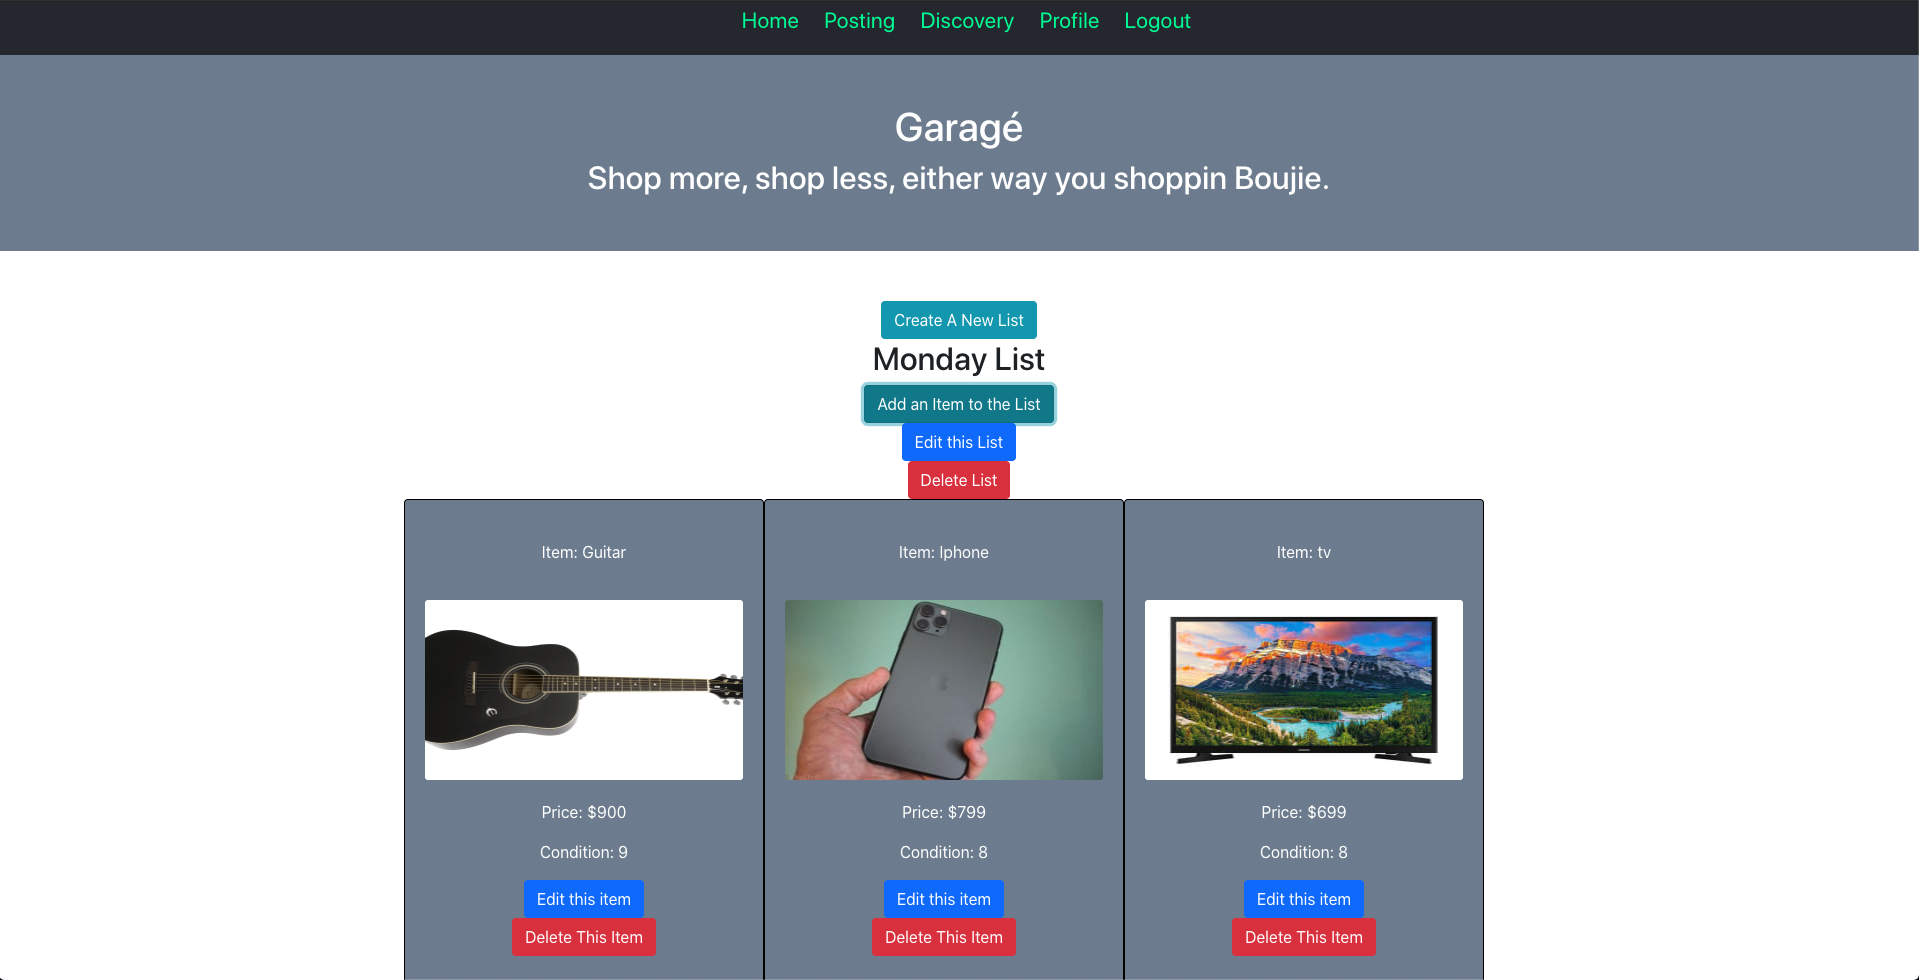 Home Posting Discovery Profile Logout
Garagé
Shop more, shop less, either way you shoppin Boujie.
Create A New List
Monday List
Add an Item to the List
Edit this List
Delete List
Item: Guitar
Price: $900
Condition: 9
Edit this item
Delete This Item
Item: Iphone
Price: $799
Condition: 8
Edit this item
Delete This Item
Item: tv
Price: $699
Condition: 8
Edit this item
Delete This Item